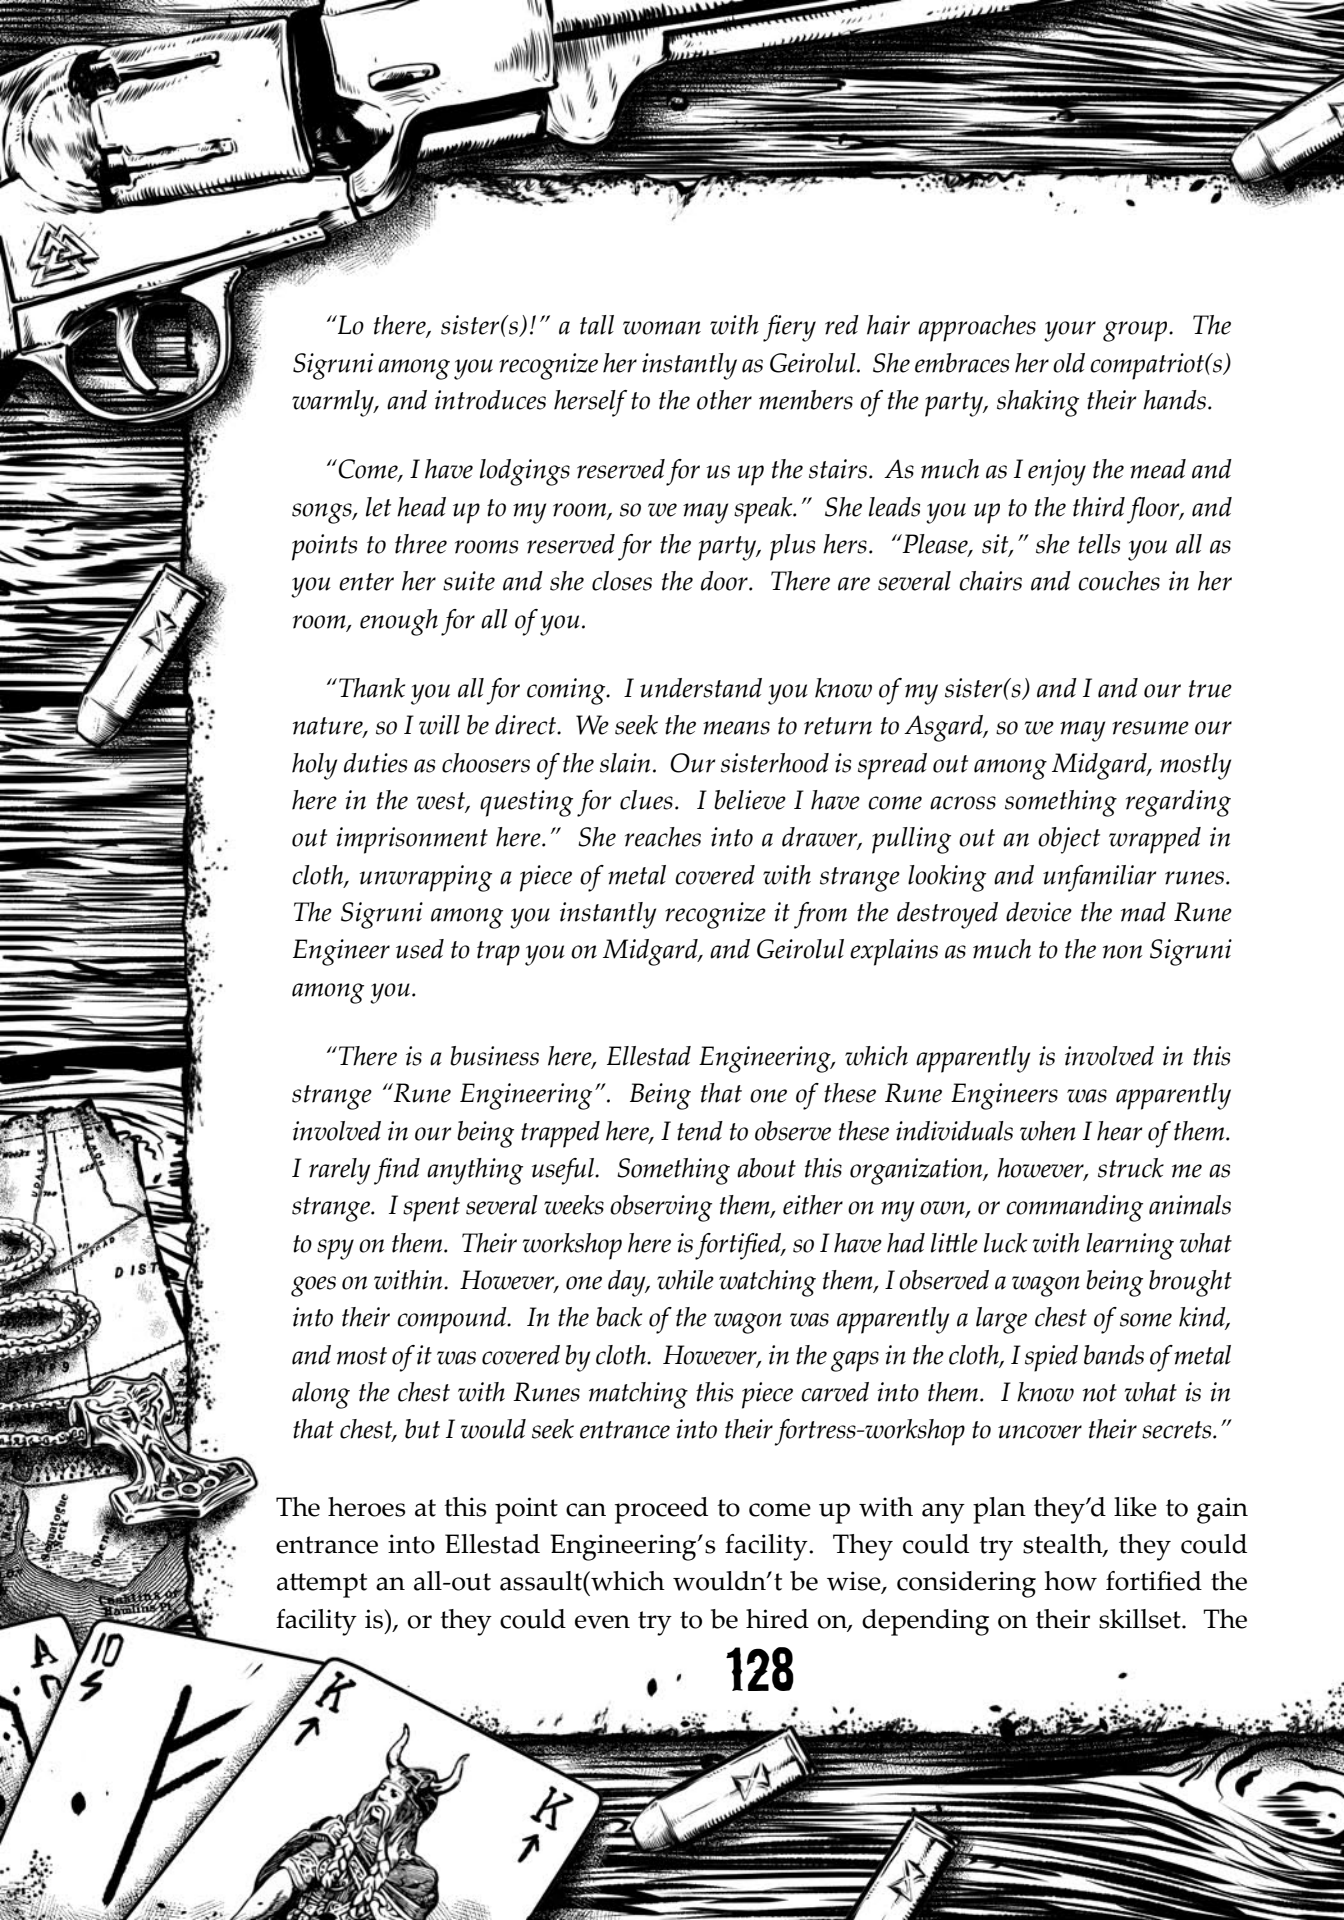 “Lo there, sister(s)!” a tall woman with fiery red hair approaches your group. The
Sigruni among you recognize her instantly as Geirolul. She embraces her old compatriot(s)
warmly, and introduces herself to the other members of the party, shaking their hands.
“Come, I have lodgings reserved for us up the stairs. As much as I enjoy the mead and
songs, let head up to my room, so we may speak.” She leads you up to the third floor, and
points to three rooms reserved for the party, plus hers. “Please, sit,” she tells you all as
you enter her suite and she closes the door. There are several chairs and couches in her
room, enough for all of you.
“Thank you all for coming. I understand you know of my sister(s) and I and our true
nature, so I will be direct. We seek the means to return to Asgard, so we may resume our
holy duties as choosers of the slain. Our sisterhood is spread out among Midgard, mostly
here in the west, questing for clues. I believe I have come across something regarding
out imprisonment here.” She reaches into a drawer, pulling out an object wrapped in
cloth, unwrapping a piece of metal covered with strange looking and unfamiliar runes.
The Sigruni among you instantly recognize it from the destroyed device the mad Rune
Engineer used to trap you on Midgard, and Geirolul explains as much to the non Sigruni
among you.
“There is a business here, Ellestad Engineering, which apparently is involved in this
strange “Rune Engineering”. Being that one of these Rune Engineers was apparently
involved in our being trapped here, I tend to observe these individuals when I hear of them.
I rarely find anything useful. Something about this organization, however, struck me as
strange. I spent several weeks observing them, either on my own, or commanding animals
to spy on them. Their workshop here is fortified, so I have had little luck with learning what
goes on within. However, one day, while watching them, I observed a wagon being brought
into their compound. In the back of the wagon was apparently a large chest of some kind,
and most of it was covered by cloth. However, in the gaps in the cloth, I spied bands of metal
along the chest with Runes matching this piece carved into them. I know not what is in
that chest, but I would seek entrance into their fortress-workshop to uncover their secrets.”
The heroes at this point can proceed to come up with any plan they’d like to gain
entrance into Ellestad Engineering’s facility. They could try stealth, they could
attempt an all-out assault(which wouldn’t be wise, considering how fortified the
facility is), or they could even try to be hired on, depending on their skillset. The
128
UDALLS
ROAD
DIST
Neck
Oken
A
10
K
K